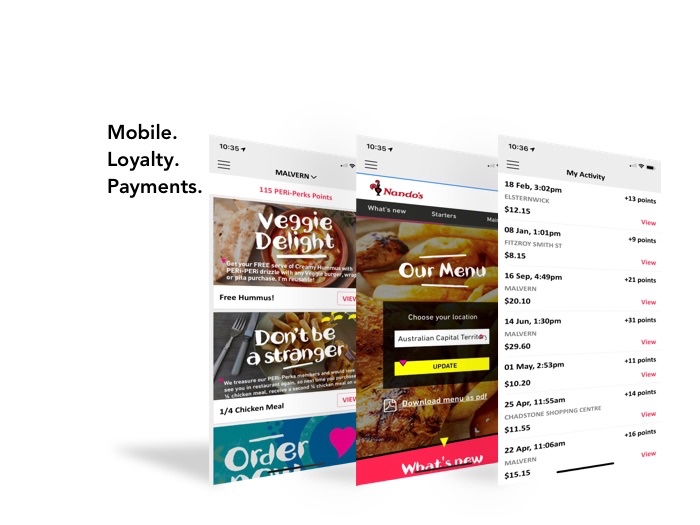 Mobile.
Loyalty.
Payments.
10:35
MALVERN
115 PERi-Perks Points
Veggie
Delight
Get your FREE serve of Creamy Hummus with
PERi-PERi drizzle with any veggie burger, wrap
or pita purchase. I'm reusable!
Free Hummus!
VIEW
Don't be
a stranger
We treasure our PERi-Perks members and would love
see you in restaurant again, so next time you purchase
¼ chicken meal, receive a second ¼ chicken meal on
1/4 Chicken Meal
VIEW
Order
now
10:35
Nando's
What's new
Starters
Mai
Our Menu
Choose your location
Australian Capital Territory
UPDATE
Download menu as pdf
What's new
10:36
My Activity
18 Feb, 3:02pm
+13 points
ELSTERNWICK
$12.15
View
08 Jan, 1:01pm
+9 points
FITZROY SMITH ST
$8.15
View
16 Sep, 4:49pm
+21 points
MALVERN
$20.10
View
14 Jun, 1:30pm
+31 points
MALVERN
$29.60
View
01 May, 2:53pm
+11 points
$10.20
View
25 Apr, 11:55am
+14 points
CHADSTONE SHOPPING CENTRE
$11.55
View
22 Apr, 11:06am
+16 points
MALVERN
$15.15
View